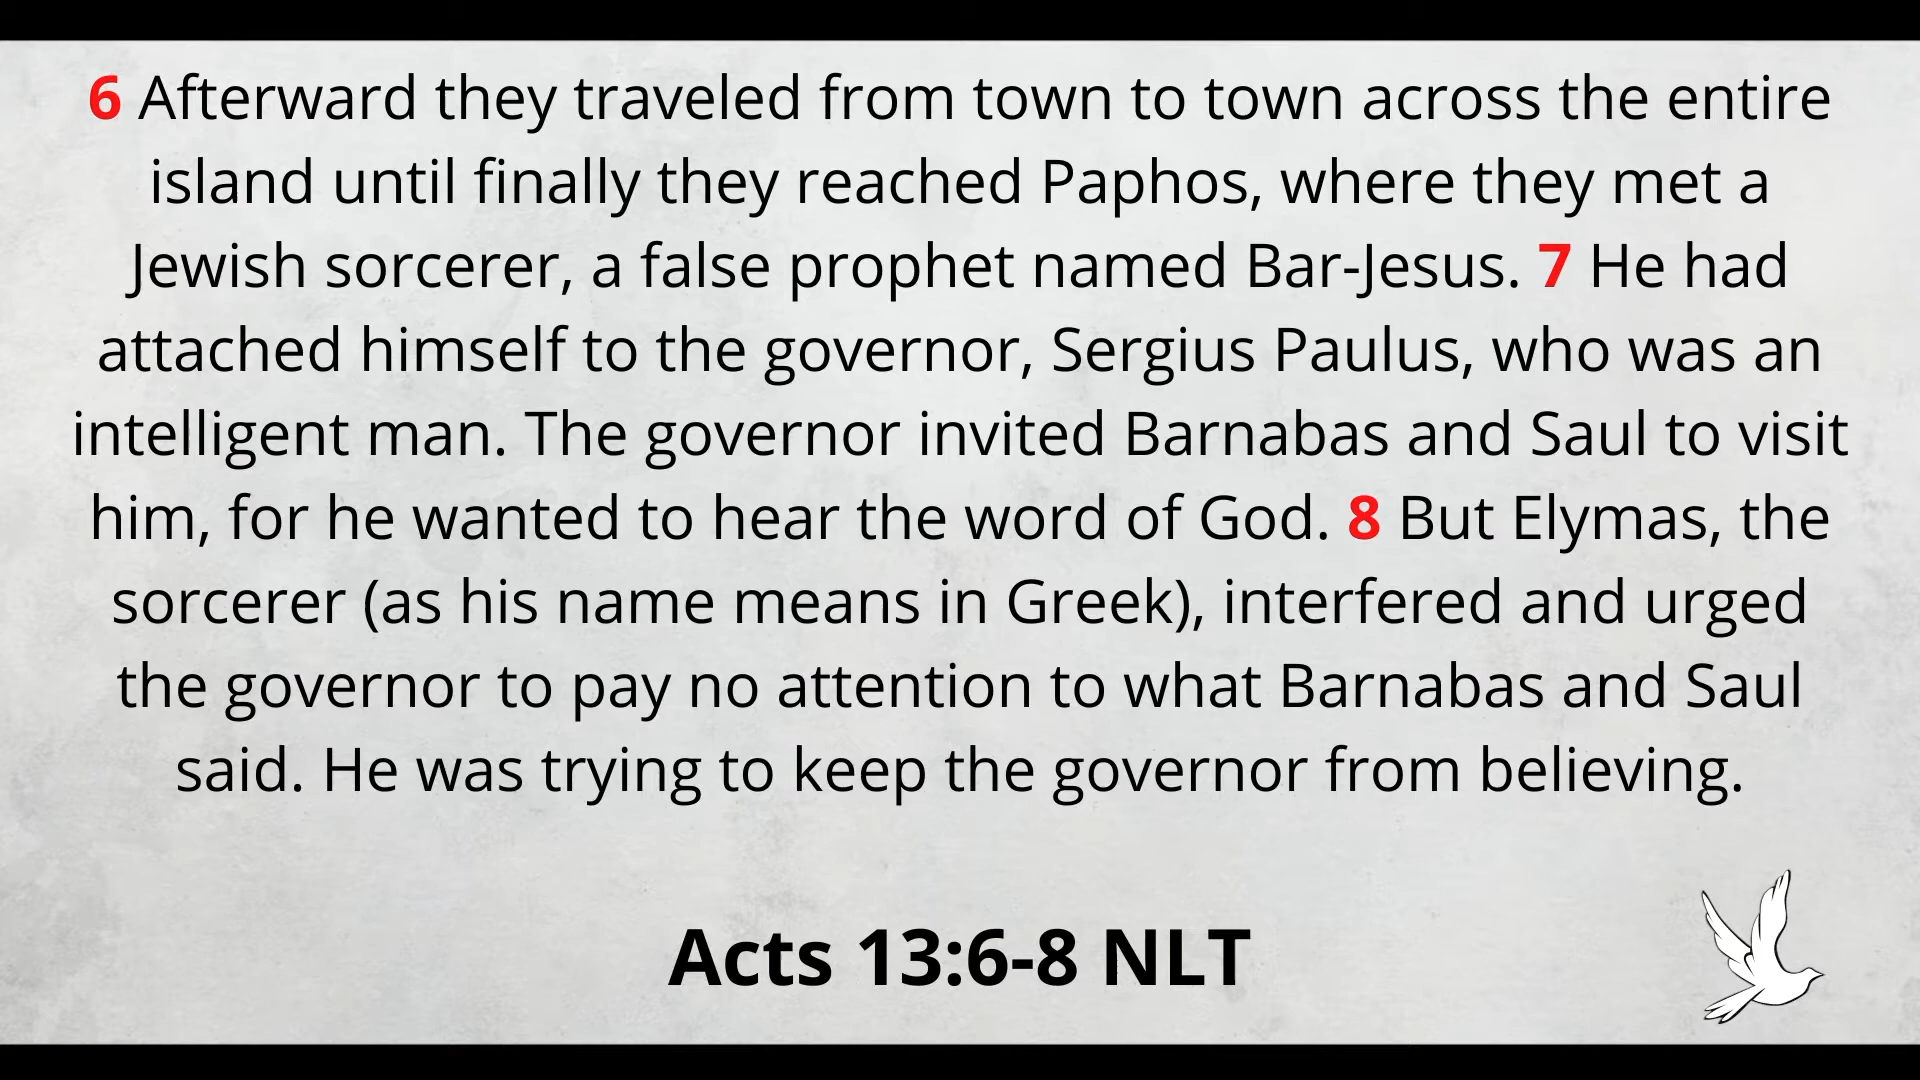 6 Afterward they traveled from town to town across the entire
island until finally they reached Paphos, where they met a
Jewish sorcerer, a false prophet named Bar-Jesus. 7 He had
attached himself to the governor, Sergius Paulus, who was an
intelligent man. The governor invited Barnabas and Saul to visit
him, for he wanted to hear the word of God. 8 But Elymas, the
sorcerer (as his name means in Greek), interfered and urged
the governor to pay no attention to what Barnabas and Saul
said. He was trying to keep the governor from believing.
Acts 13:6-8 NLT